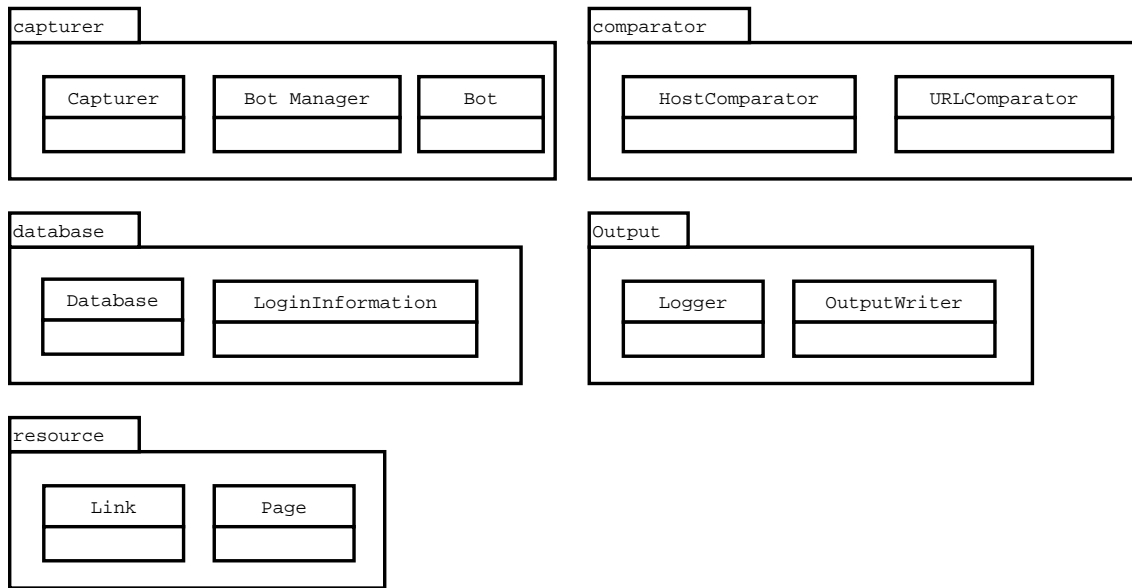 capturer
Capturer
Bot Manager
Bot
comparator
HostComparator
URLComparator
database
Database
LoginInformation
Output
Logger
OutputWriter
resource
Link
Page